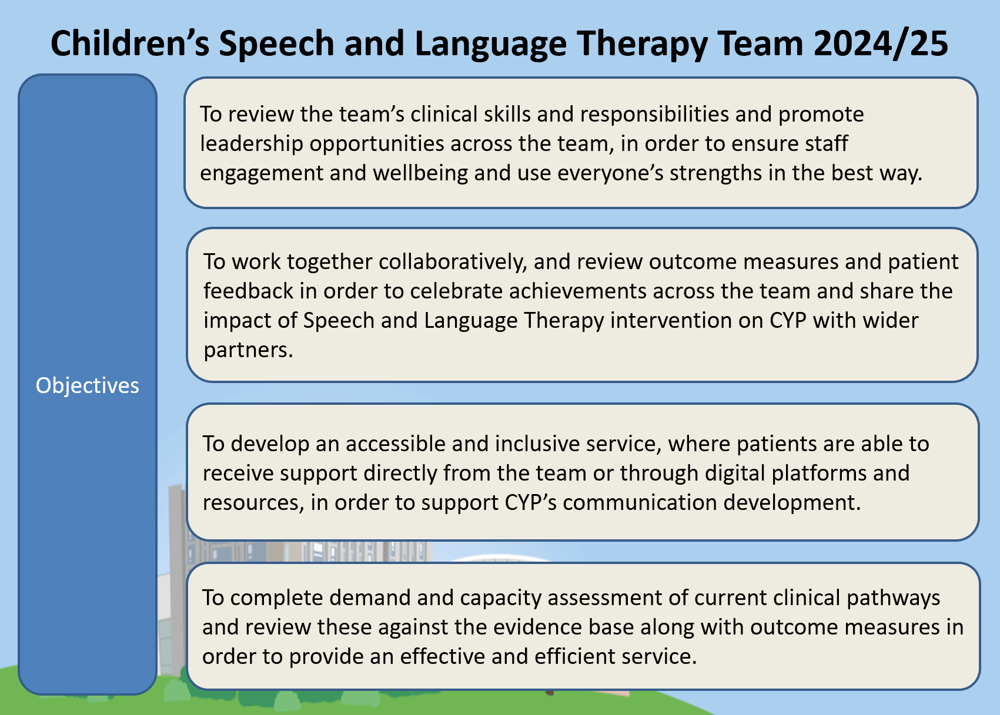 Children’s Speech and Language Therapy Team 2024/25
Objectives
To review the team’s clinical skills and responsibilities and promote
leadership opportunities across the team, in order to ensure staff
engagement and wellbeing and use everyone’s strengths in the best way.
To work together collaboratively, and review outcome measures and patient
feedback in order to celebrate achievements across the team and share the
impact of Speech and Language Therapy intervention on CYP with wider
partners.
To develop an accessible and inclusive service, where patients are able to
receive support directly from the team or through digital platforms and
resources, in order to support CYP’s communication development.
To complete demand and capacity assessment of current clinical pathways
and review these against the evidence base along with outcome measures in
order to provide an effective and efficient service.